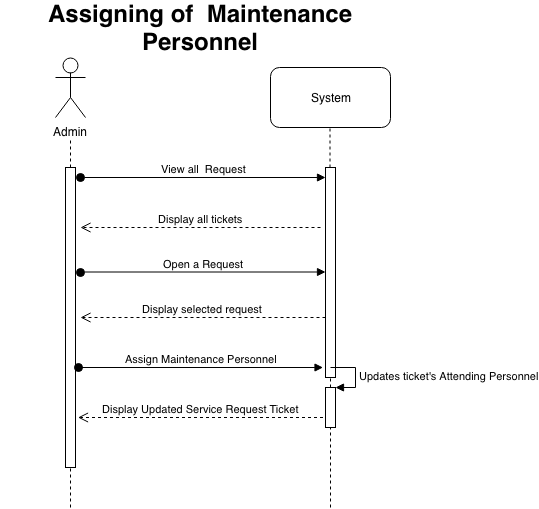 Assigning of Maintenance
Personnel
Admin
System
View all Request
Display all tickets
Open a Request
Display selected request
Assign Maintenance Personnel
Updates ticket's Attending Personnel
Display Updated Service Request Ticket